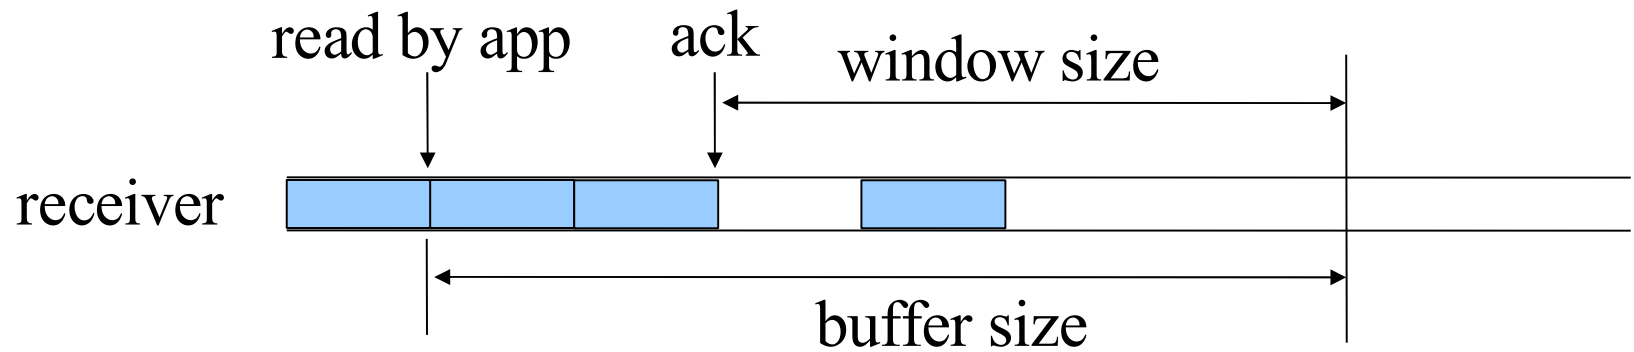 read by app
ack
window size
receiver
buffer size